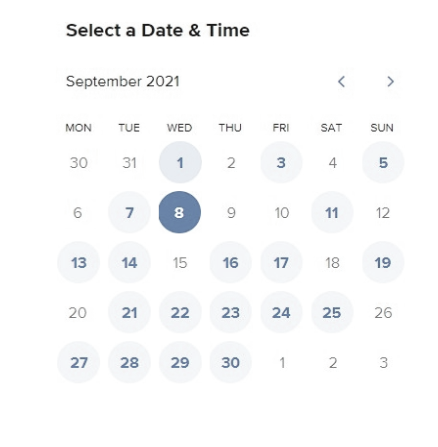 Select a Date & Time
September 2021
MON TUE WED THU FRI SAT SUN
30 31 1 2 3 4 5
6 7 8 9 10 11 12
13 14 15 16 17 18 19
20 21 22 23 24 25 26
27 28 29 30 1 2 3